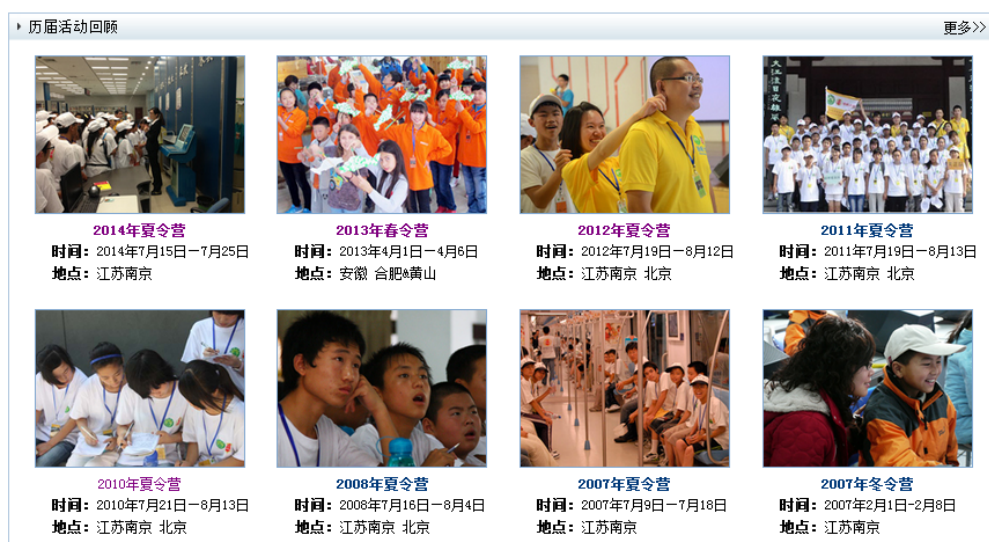 历届活动回顾
更多>>
天江流日夜雄风
2014年夏令营
时间：2014年7月15日－7月25日
地点：江苏南京
2013年春令营
时间：2013年4月1日－4月6日
地点：安徽 合肥&黄山
2012年夏令营
时间：2012年7月19日－8月12日
地点：江苏南京 北京
2011年夏令营
时间：2011年7月19日－8月13日
地点：江苏南京 北京
2010年夏令营
时间：2010年7月21日－8月13日
地点：江苏南京 北京
2008年夏令营
时间：2008年7月16日－8月4日
地点：江苏南京 北京
2007年夏令营
时间：2007年7月9日－7月18日
地点：江苏南京
2007年冬令营
时间：2007年2月1日-2月8日
地点：江苏南京